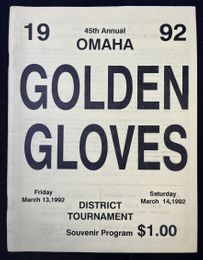 19 45th Annual 92
OMAHA
GOLDEN
GLOVES
Friday Saturday
March 13,1992 March 14,1992
DISTRICT
TOURNAMENT
Souvenir Program $1.00